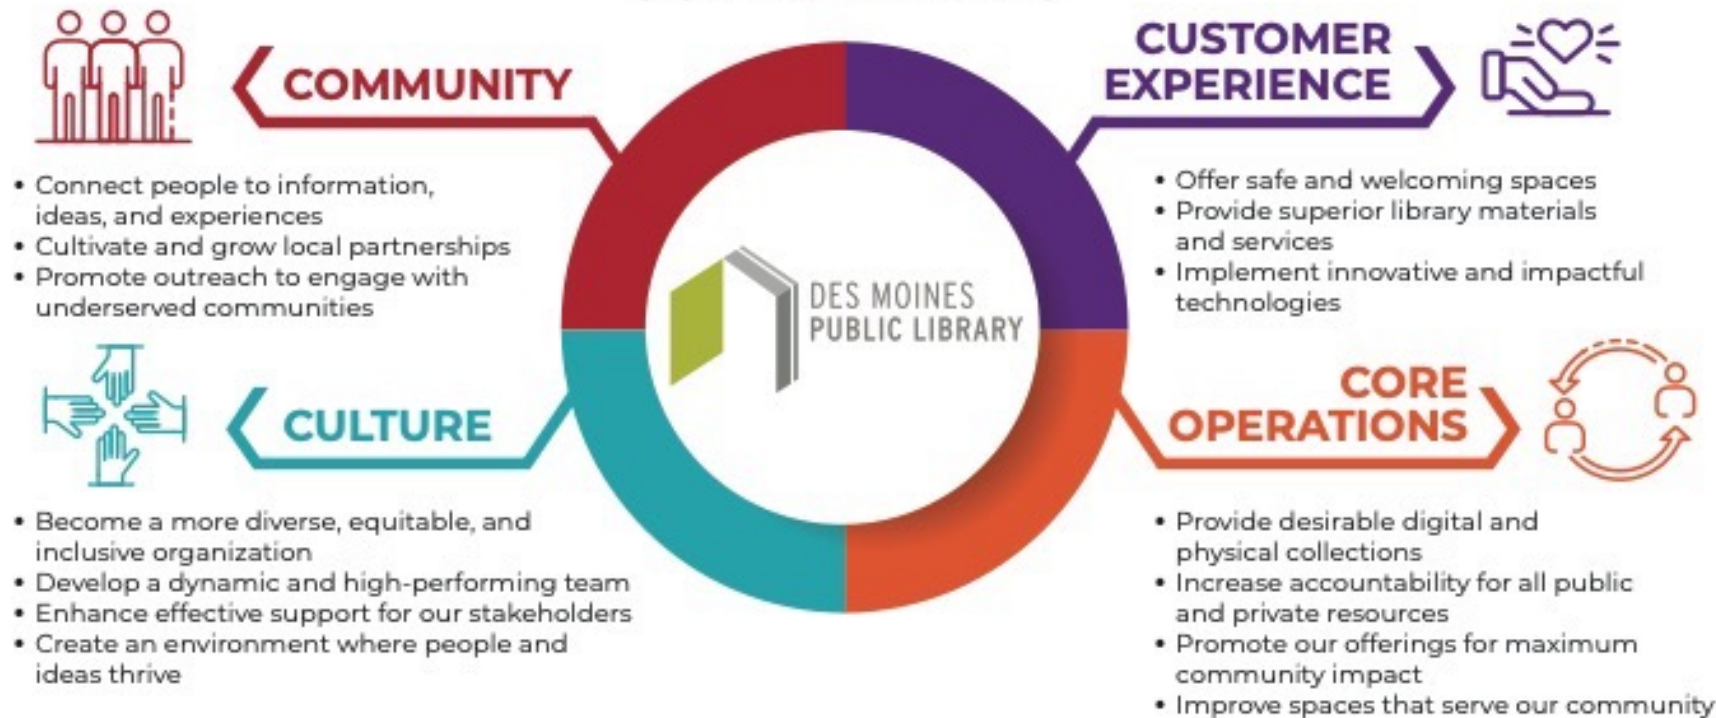 COMMUNITY
• Connect people to information,
ideas, and experiences
• Cultivate and grow local partnerships
• Promote outreach to engage with
underserved communities
CUSTOMER
EXPERIENCE
• Offer safe and welcoming spaces
• Provide superior library materials
and services
• Implement innovative and impactful
technologies
DES MOINES
PUBLIC LIBRARY
CULTURE
• Become a more diverse, equitable, and
inclusive organization
• Develop a dynamic and high-performing team
• Enhance effective support for our stakeholders
• Create an environment where people and
ideas thrive
CORE
OPERATIONS
• Provide desirable digital and
physical collections
• Increase accountability for all public
and private resources
• Promote our offerings for maximum
community impact
• Improve spaces that serve our community